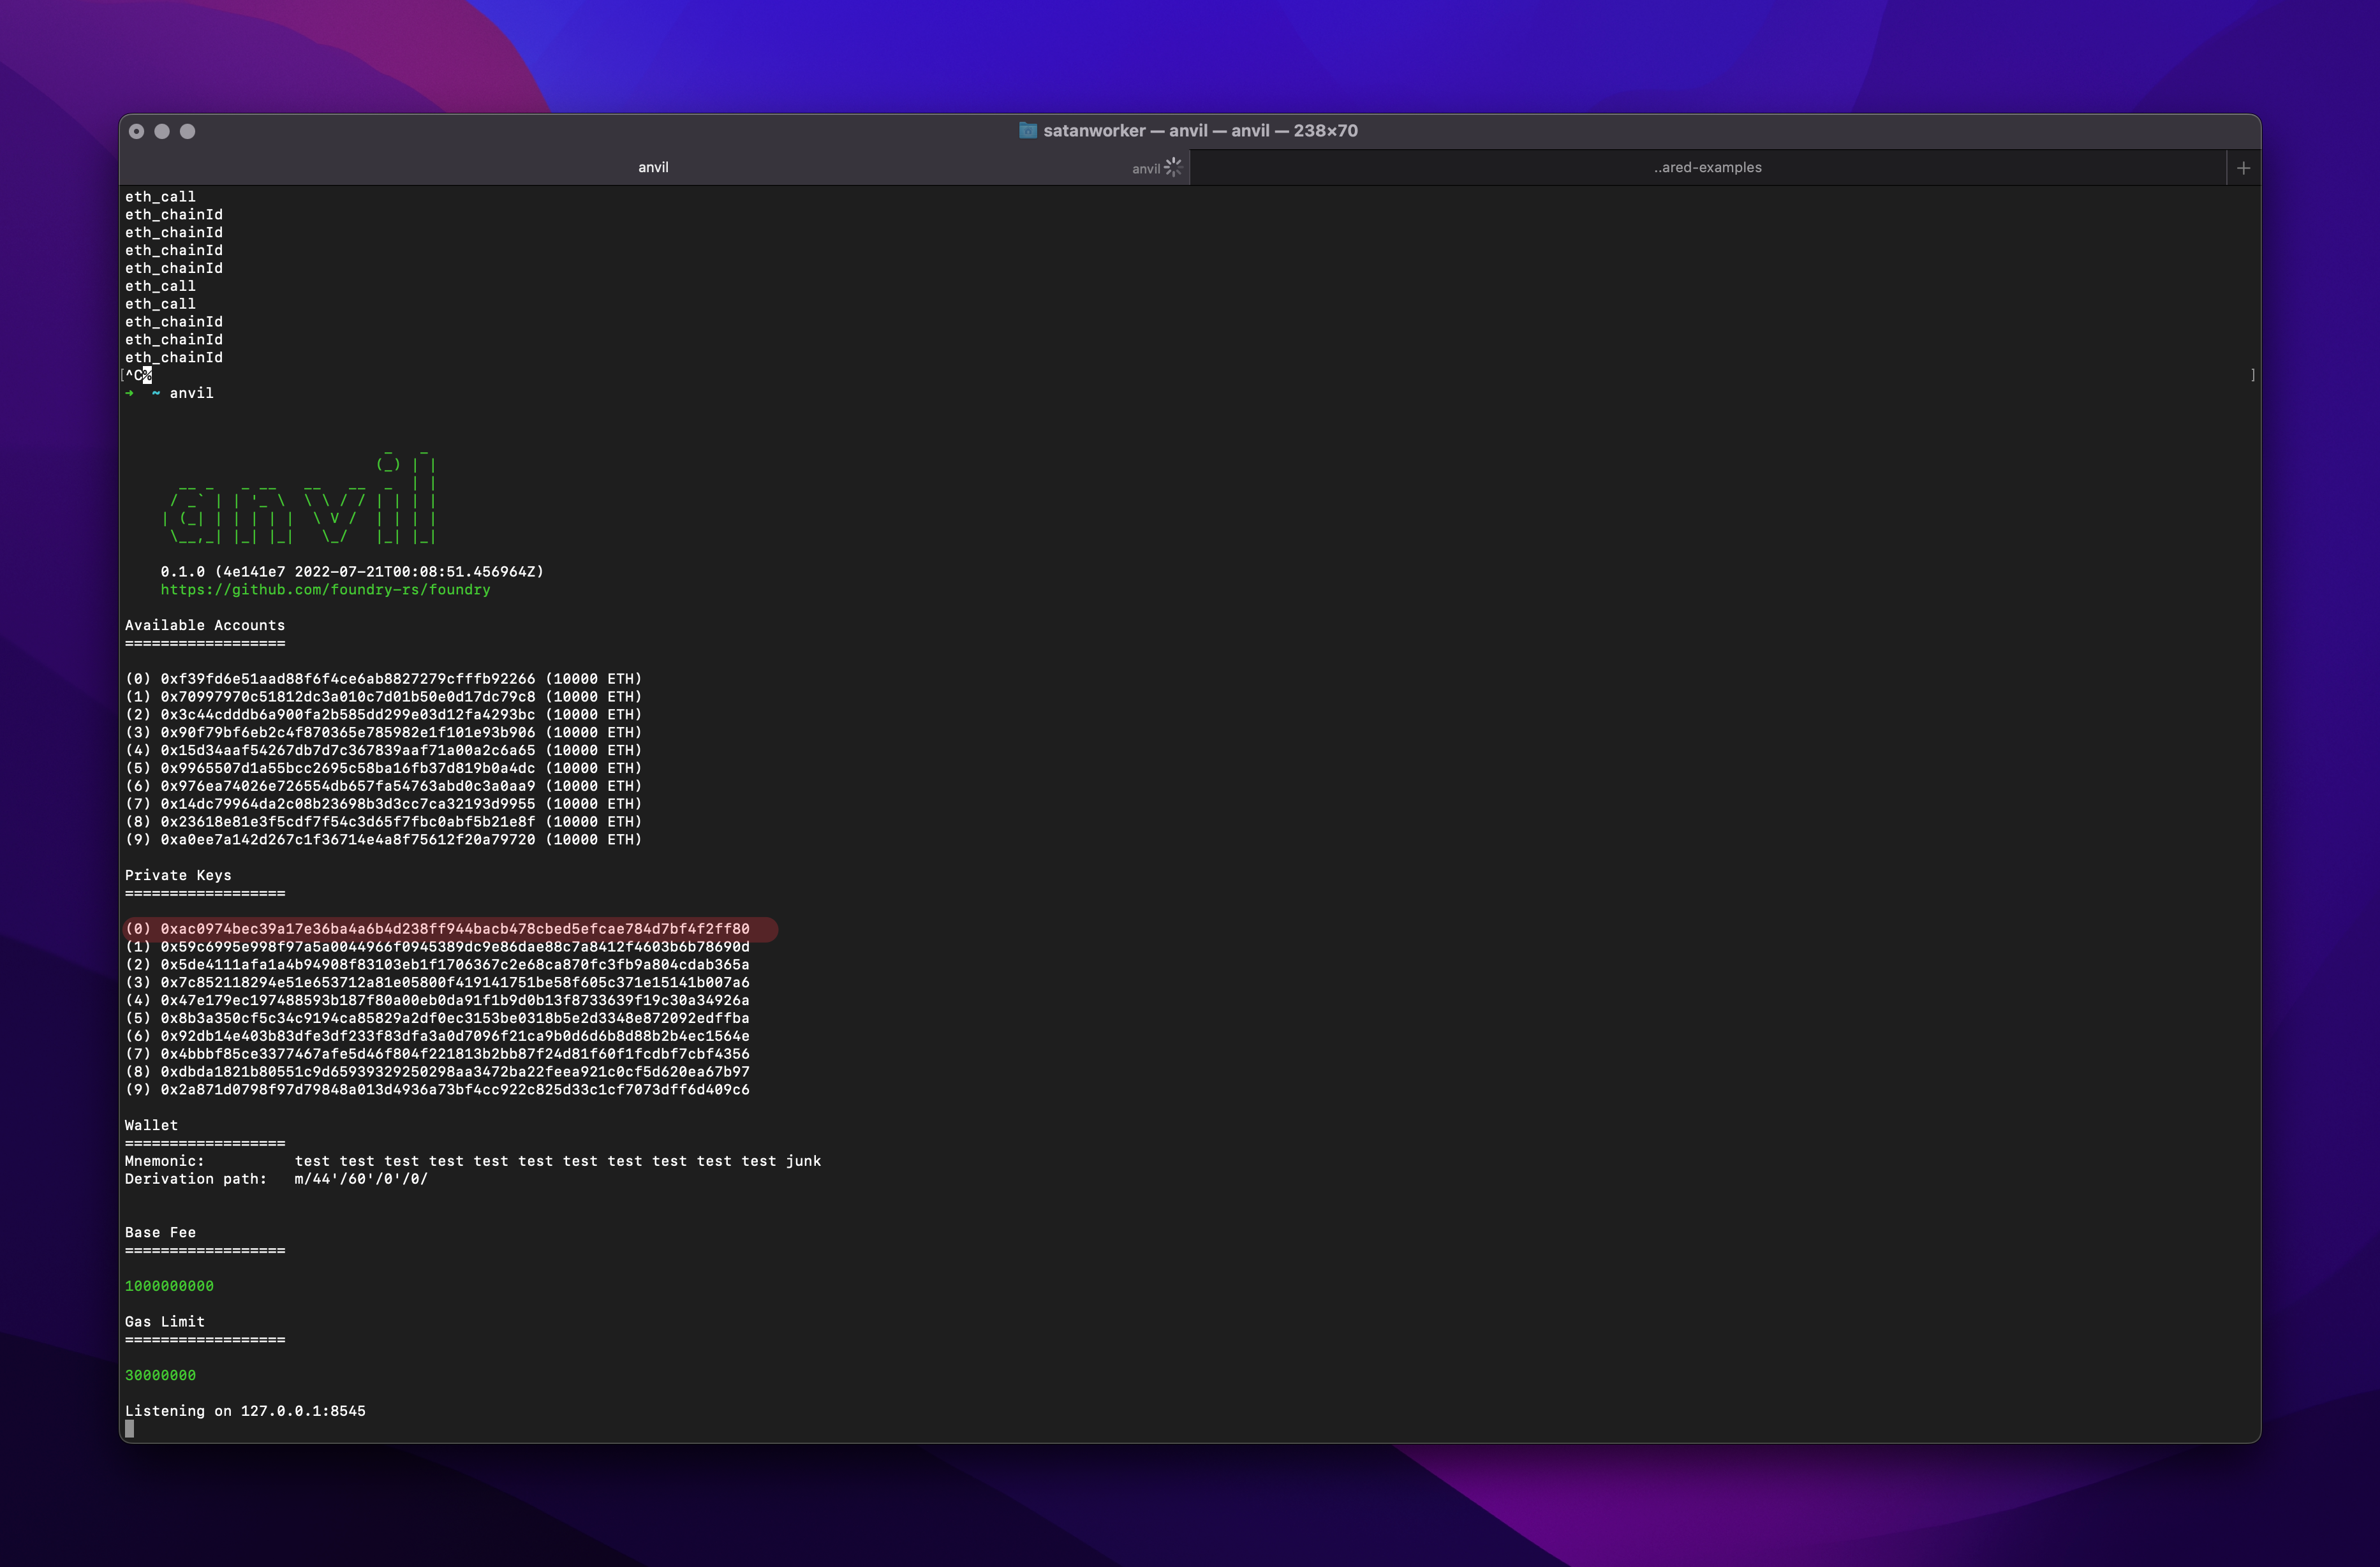 satanworker — anvil — anvil — 238×70
anvil anvil ..ared-examples +
eth_call
eth_chainId
eth_chainId
eth_chainId
eth_chainId
eth_call
eth_call
eth_chainId
eth_chainId
eth_chainId
[^C% ]
➜ ~ anvil
                         _   _
                        (_) | |
  __ _   _ __   __   __  _  | |
 / _` | | '_ \  \ \ / / | | | |
| (_| | | | | |  \ V /  | | | |
 \__,_| |_| |_|   \_/   |_| |_|
0.1.0 (4e141e7 2022-07-21T00:08:51.456964Z)
https://github.com/foundry-rs/foundry
Available Accounts
==================
(0) 0xf39fd6e51aad88f6f4ce6ab8827279cfffb92266 (10000 ETH)
(1) 0x70997970c51812dc3a010c7d01b50e0d17dc79c8 (10000 ETH)
(2) 0x3c44cdddb6a900fa2b585dd299e03d12fa4293bc (10000 ETH)
(3) 0x90f79bf6eb2c4f870365e785982e1f101e93b906 (10000 ETH)
(4) 0x15d34aaf54267db7d7c367839aaf71a00a2c6a65 (10000 ETH)
(5) 0x9965507d1a55bcc2695c58ba16fb37d819b0a4dc (10000 ETH)
(6) 0x976ea74026e726554db657fa54763abd0c3a0aa9 (10000 ETH)
(7) 0x14dc79964da2c08b23698b3d3cc7ca32193d9955 (10000 ETH)
(8) 0x23618e81e3f5cdf7f54c3d65f7fbc0abf5b21e8f (10000 ETH)
(9) 0xa0ee7a142d267c1f36714e4a8f75612f20a79720 (10000 ETH)
Private Keys
==================
(0) 0xac0974bec39a17e36ba4a6b4d238ff944bacb478cbed5efcae784d7bf4f2ff80
(1) 0x59c6995e998f97a5a0044966f0945389dc9e86dae88c7a8412f4603b6b78690d
(2) 0x5de4111afa1a4b94908f83103eb1f1706367c2e68ca870fc3fb9a804cdab365a
(3) 0x7c852118294e51e653712a81e05800f419141751be58f605c371e15141b007a6
(4) 0x47e179ec197488593b187f80a00eb0da91f1b9d0b13f8733639f19c30a34926a
(5) 0x8b3a350cf5c34c9194ca85829a2df0ec3153be0318b5e2d3348e872092edffba
(6) 0x92db14e403b83dfe3df233f83dfa3a0d7096f21ca9b0d6d6b8d88b2b4ec1564e
(7) 0x4bbbf85ce3377467afe5d46f804f221813b2bb87f24d81f60f1fcdbf7cbf4356
(8) 0xdbda1821b80551c9d65939329250298aa3472ba22feea921c0cf5d620ea67b97
(9) 0x2a871d0798f97d79848a013d4936a73bf4cc922c825d33c1cf7073dff6d409c6
Wallet
==================
Mnemonic: test test test test test test test test test test test junk
Derivation path: m/44'/60'/0'/0/
Base Fee
==================
1000000000
Gas Limit
==================
30000000
Listening on 127.0.0.1:8545